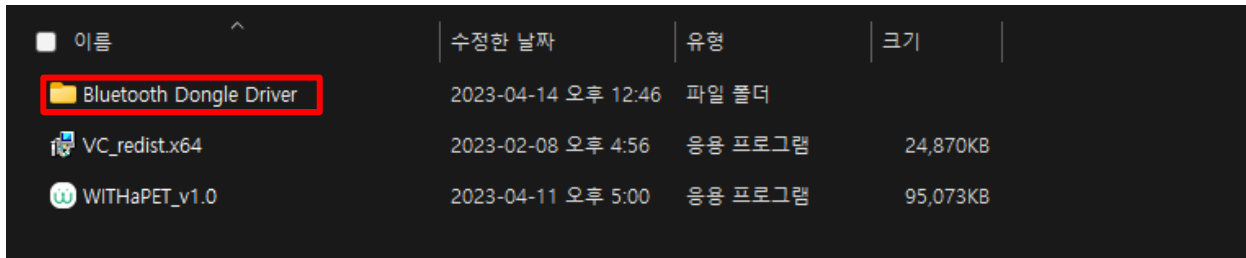 이름 수정한 날짜 유형 크기
Bluetooth Dongle Driver 2023-04-14 오후 12:46 파일 폴더
VC_redist.x64 2023-02-08 오후 4:56 응용 프로그램 24,870KB
WITHaPET_v1.0 2023-04-11 오후 5:00 응용 프로그램 95,073KB